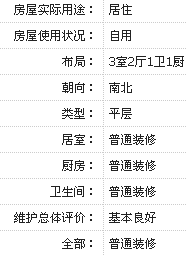 房屋实际用途： 居住
房屋使用状况： 自用
布局： 3室2厅1卫1厨
朝向： 南北
类型： 平层
居室： 普通装修
厨房： 普通装修
卫生间： 普通装修
维护总体评价： 基本良好
全部： 普通装修